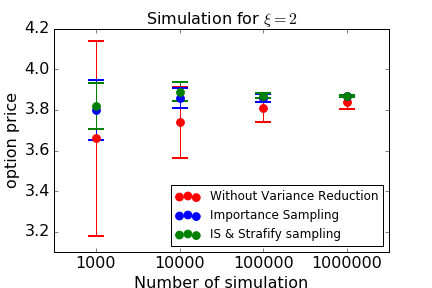 Simulation for ξ = 2
4.2
4.0
3.8
3.6
3.4
3.2
option price
Without Variance Reduction
Importance Sampling
IS & Strafify sampling
1000 10000 100000 1000000
Number of simulation